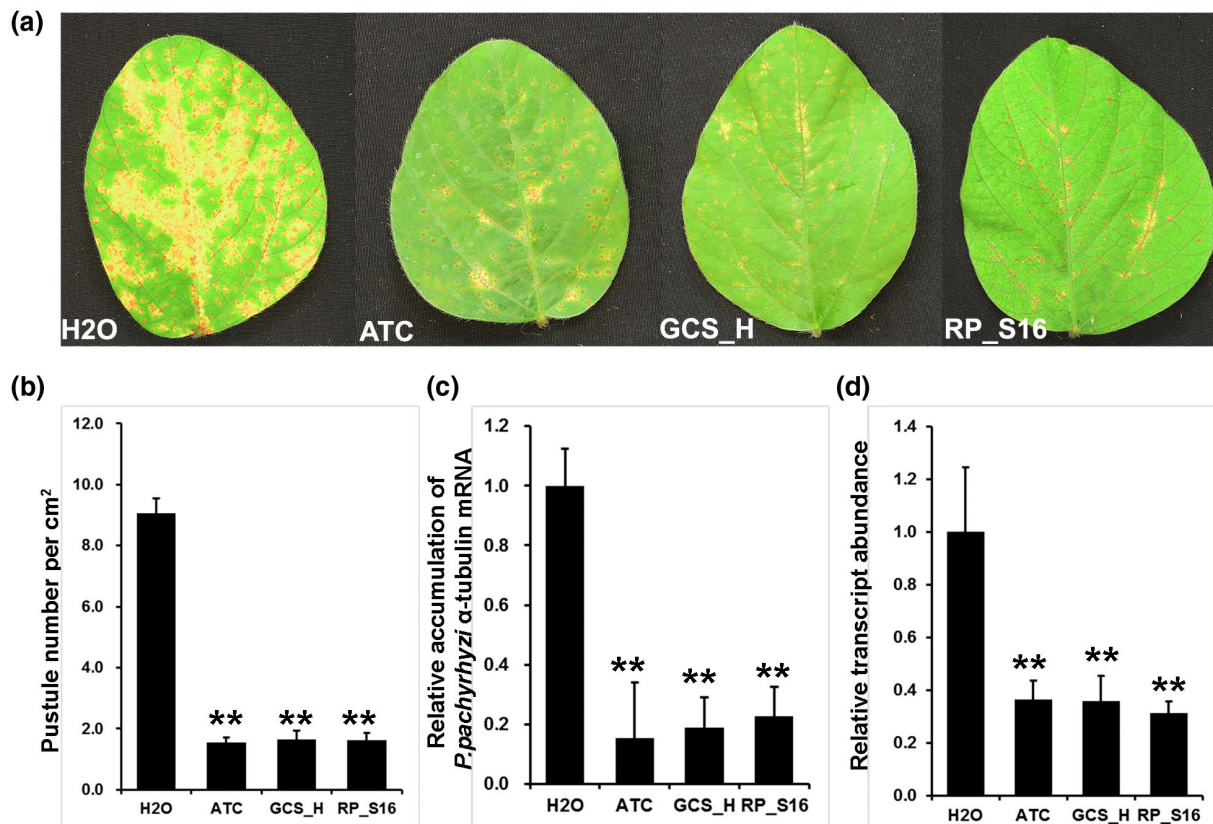 (a)
H2O
ATC
GCS_H
RP_S16
(b)
Pustule number per cm²
12.0
10.0
8.0
6.0
4.0
2.0
0.0
**
**
**
H2O
ATC
GCS_H
RP_S16
(c)
Relative accumulation of
P.pachyrhyzi α-tubulin mRNA
1.2
1.0
0.8
0.6
0.4
0.2
0.0
**
**
**
H2O
ATC
GCS_H
RP_S16
(d)
Relative transcript abundance
1.4
1.2
1.0
0.8
0.6
0.4
0.2
0.0
**
**
**
H2O
ATC
GCS_H
RP_S16